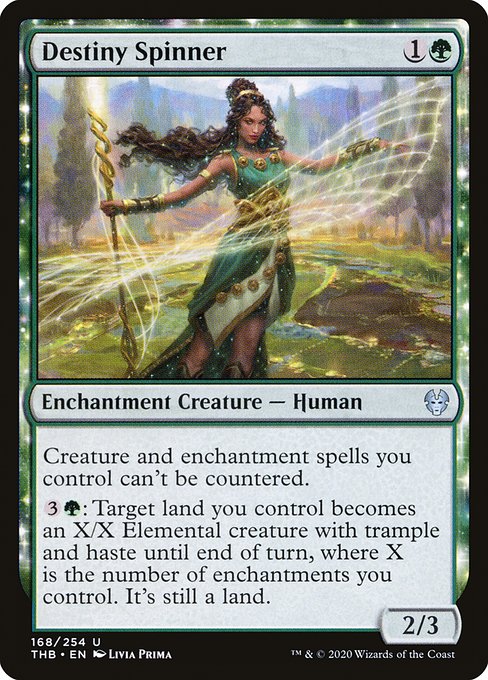 Destiny Spinner 1
Enchantment Creature — Human
Creature and enchantment spells you
control can't be countered.
3 : Target land you control becomes
an X/X Elemental creature with trample
and haste until end of turn, where X
is the number of enchantments you
control. It's still a land.
2/3
168/254 U
THB • EN Livia Prima
™ & © 2020 Wizards of the Coast